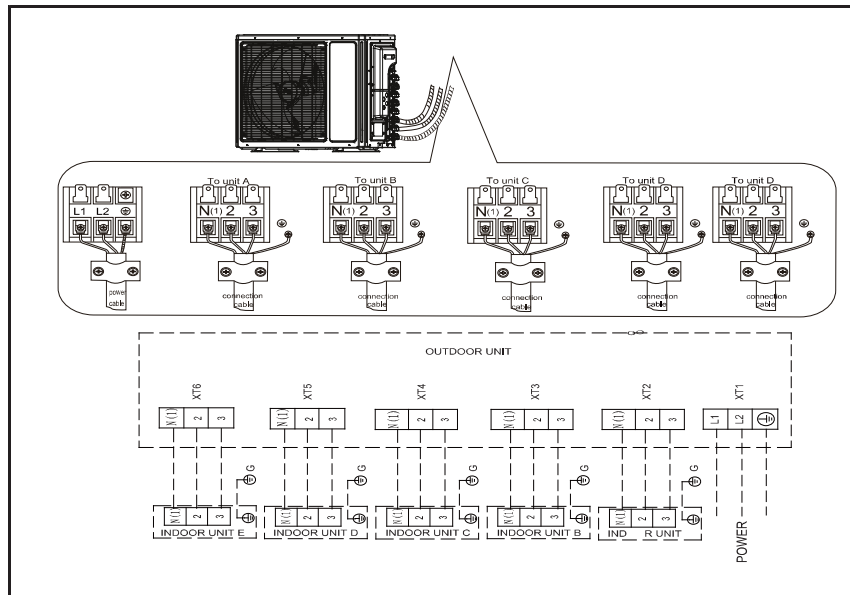 To unit A To unit B To unit C To unit D To unit D
L1 L2 N(1) 2 3 N(1) 2 3 N(1) 2 3 N(1) 2 3 N(1) 2 3
power cable
connection cable
connection cable
connection cable
connection cable
connection cable
OUTDOOR UNIT
XT6 XT5 XT4 XT3 XT2 XT1
N(1) 2 3 N(1) 2 3 N(1) 2 3 N(1) 2 3 N(1) 2 3 L1 L2
G G G G G
N(1) 2 3 N(1) 2 3 N(1) 2 3 N(1) 2 3 N(1) 2 3
INDOOR UNIT E INDOOR UNIT D INDOOR UNIT C INDOOR UNIT B IND R UNIT
POWER